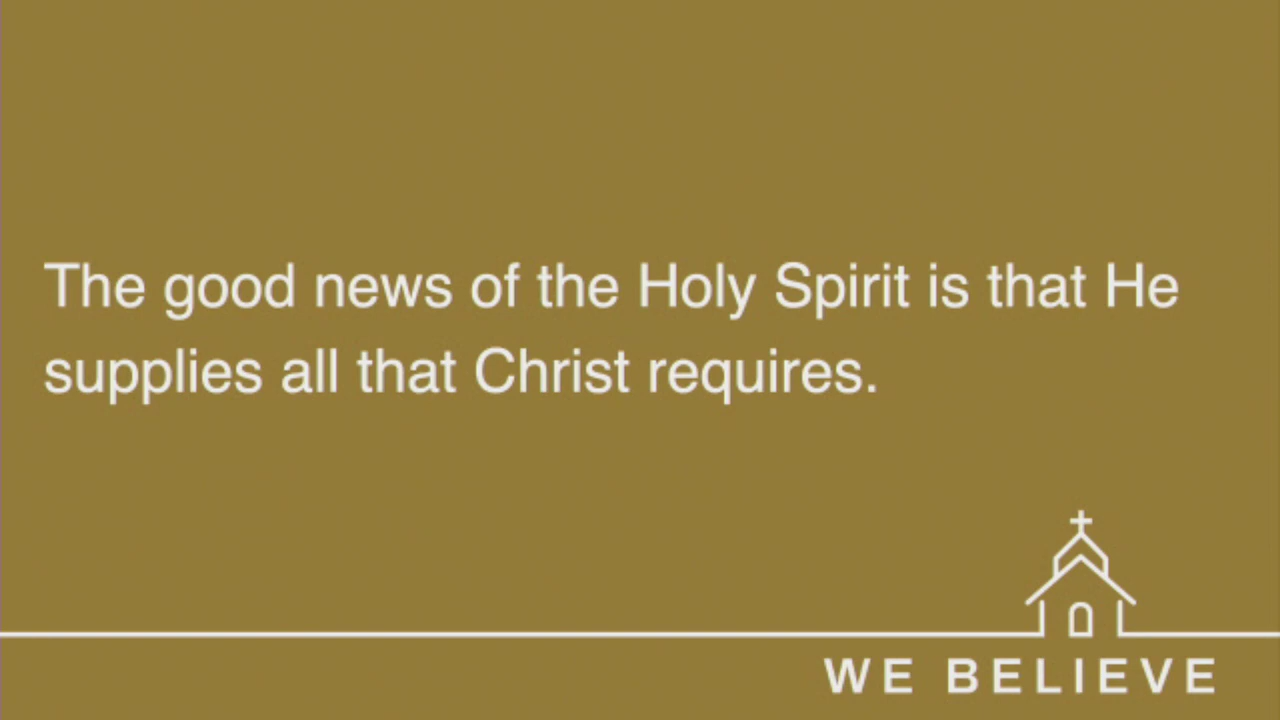 The good news of the Holy Spirit is that He
supplies all that Christ requires.
WE BELIEVE